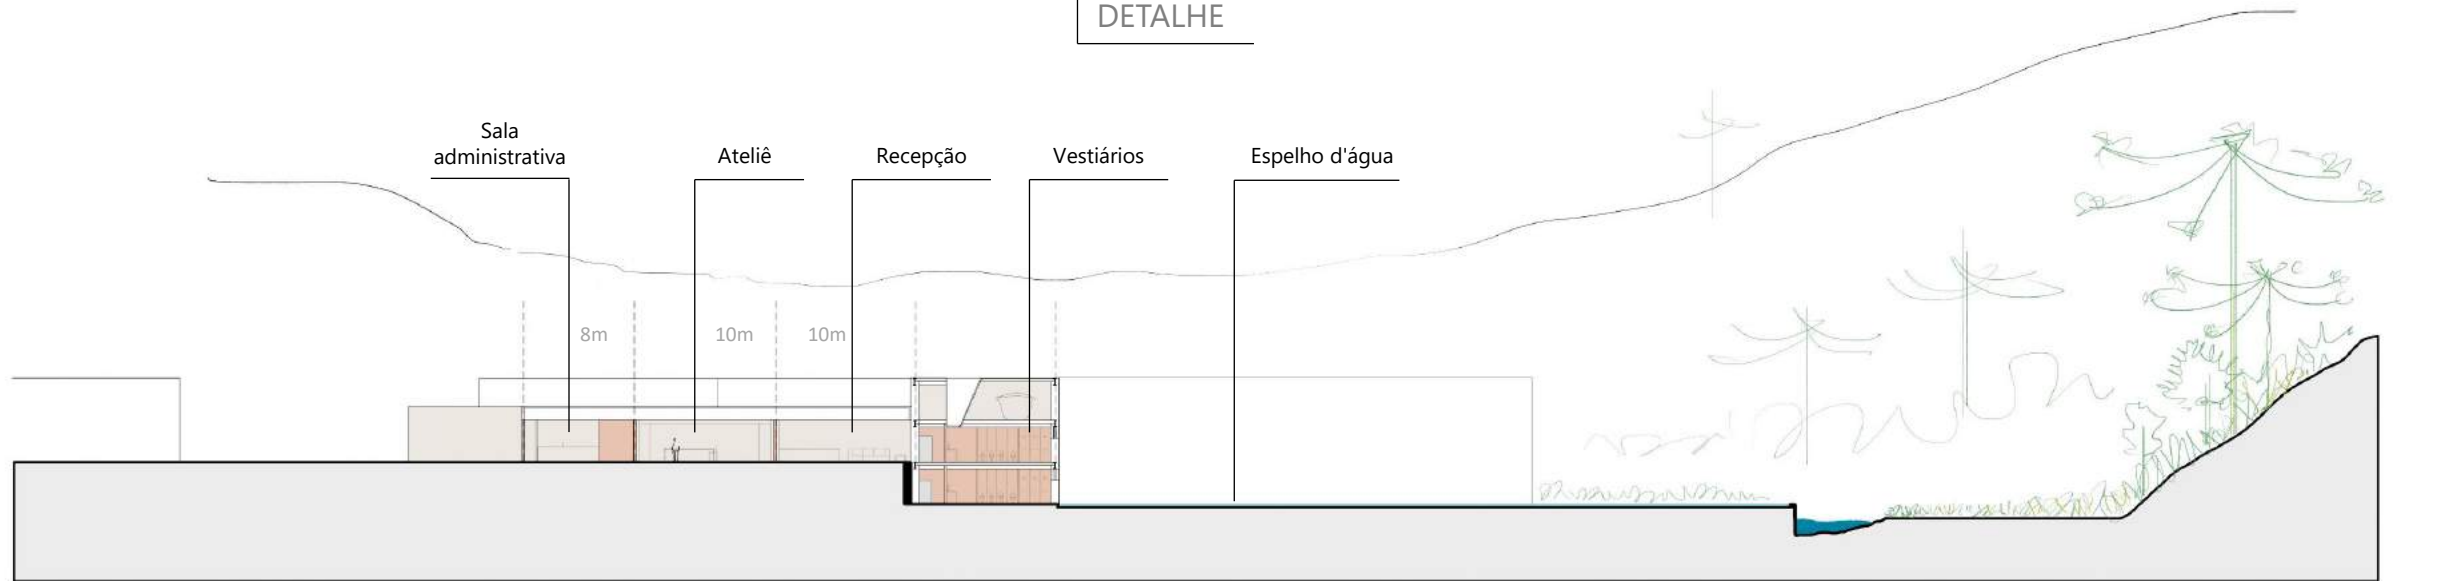 DETALHE
Sala
administrativa
Ateliê
Recepção
Vestiários
Espelho d'água
8m
10m
10m